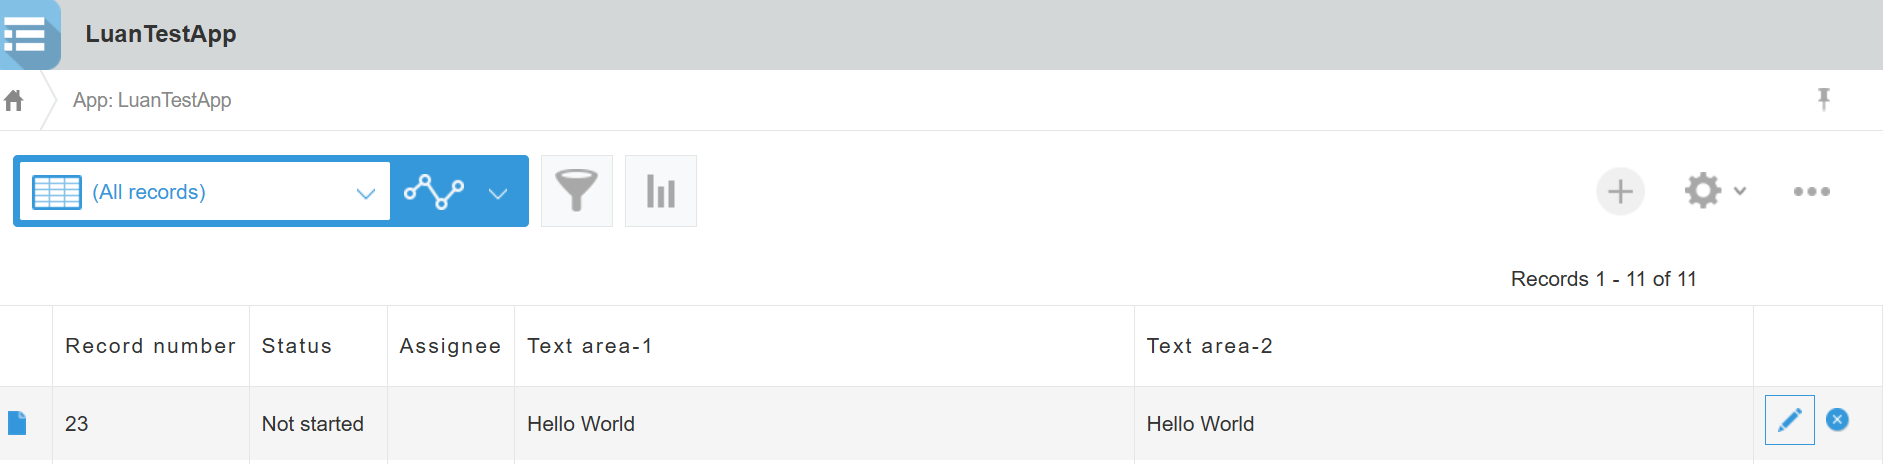 LuanTestApp
App: LuanTestApp
(All records)
Records 1 - 11 of 11
Record number Status Assignee Text area-1 Text area-2
23 Not started Hello World Hello World